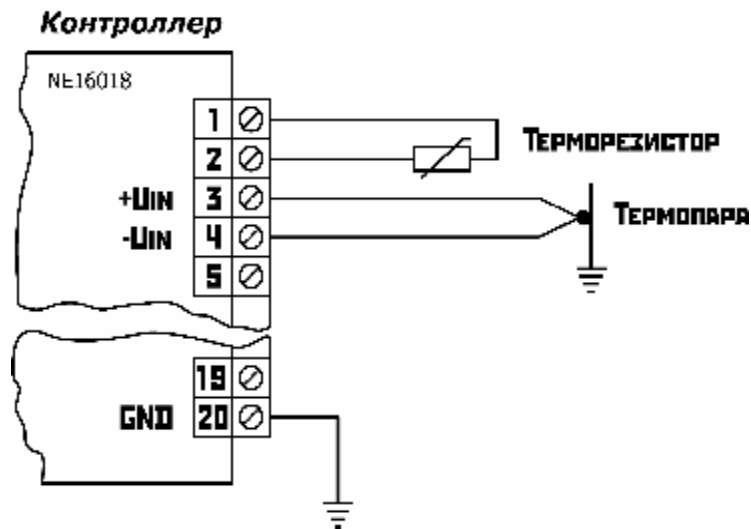 Контроллер
NE16018
1
2 Терморезистор
+Uin 3
-Uin 4 Термопара
5
19
GND 20